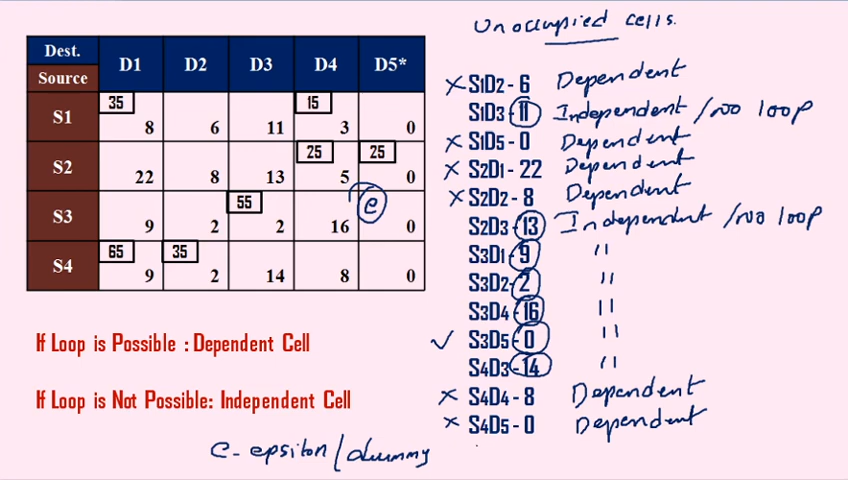 Unoccupied cells.
Dest. D1 D2 D3 D4 D5*
Source
35 15
S1 8 6 11 3 0
25 25
S2 22 8 13 5 0
55 e
S3 9 2 2 16 0
65 35
S4 9 2 14 8 0
× S1D2 - 6 Dependent
S1D3 - 11 Independent / No loop
× S1D5 - 0 Dependent
× S2D1 - 22 Dependent
× S2D2 - 8 Dependent
S2D3 - 13 Independent / No loop
S3D1 - 9 "
S3D2 - 2 "
S3D4 - 16 "
✓ S3D5 - 0 "
S4D3 - 14 "
× S4D4 - 8 Dependent
× S4D5 - 0 Dependent
If Loop is Possible : Dependent Cell
If Loop is Not Possible: Independent Cell
e - epsilon / dummy